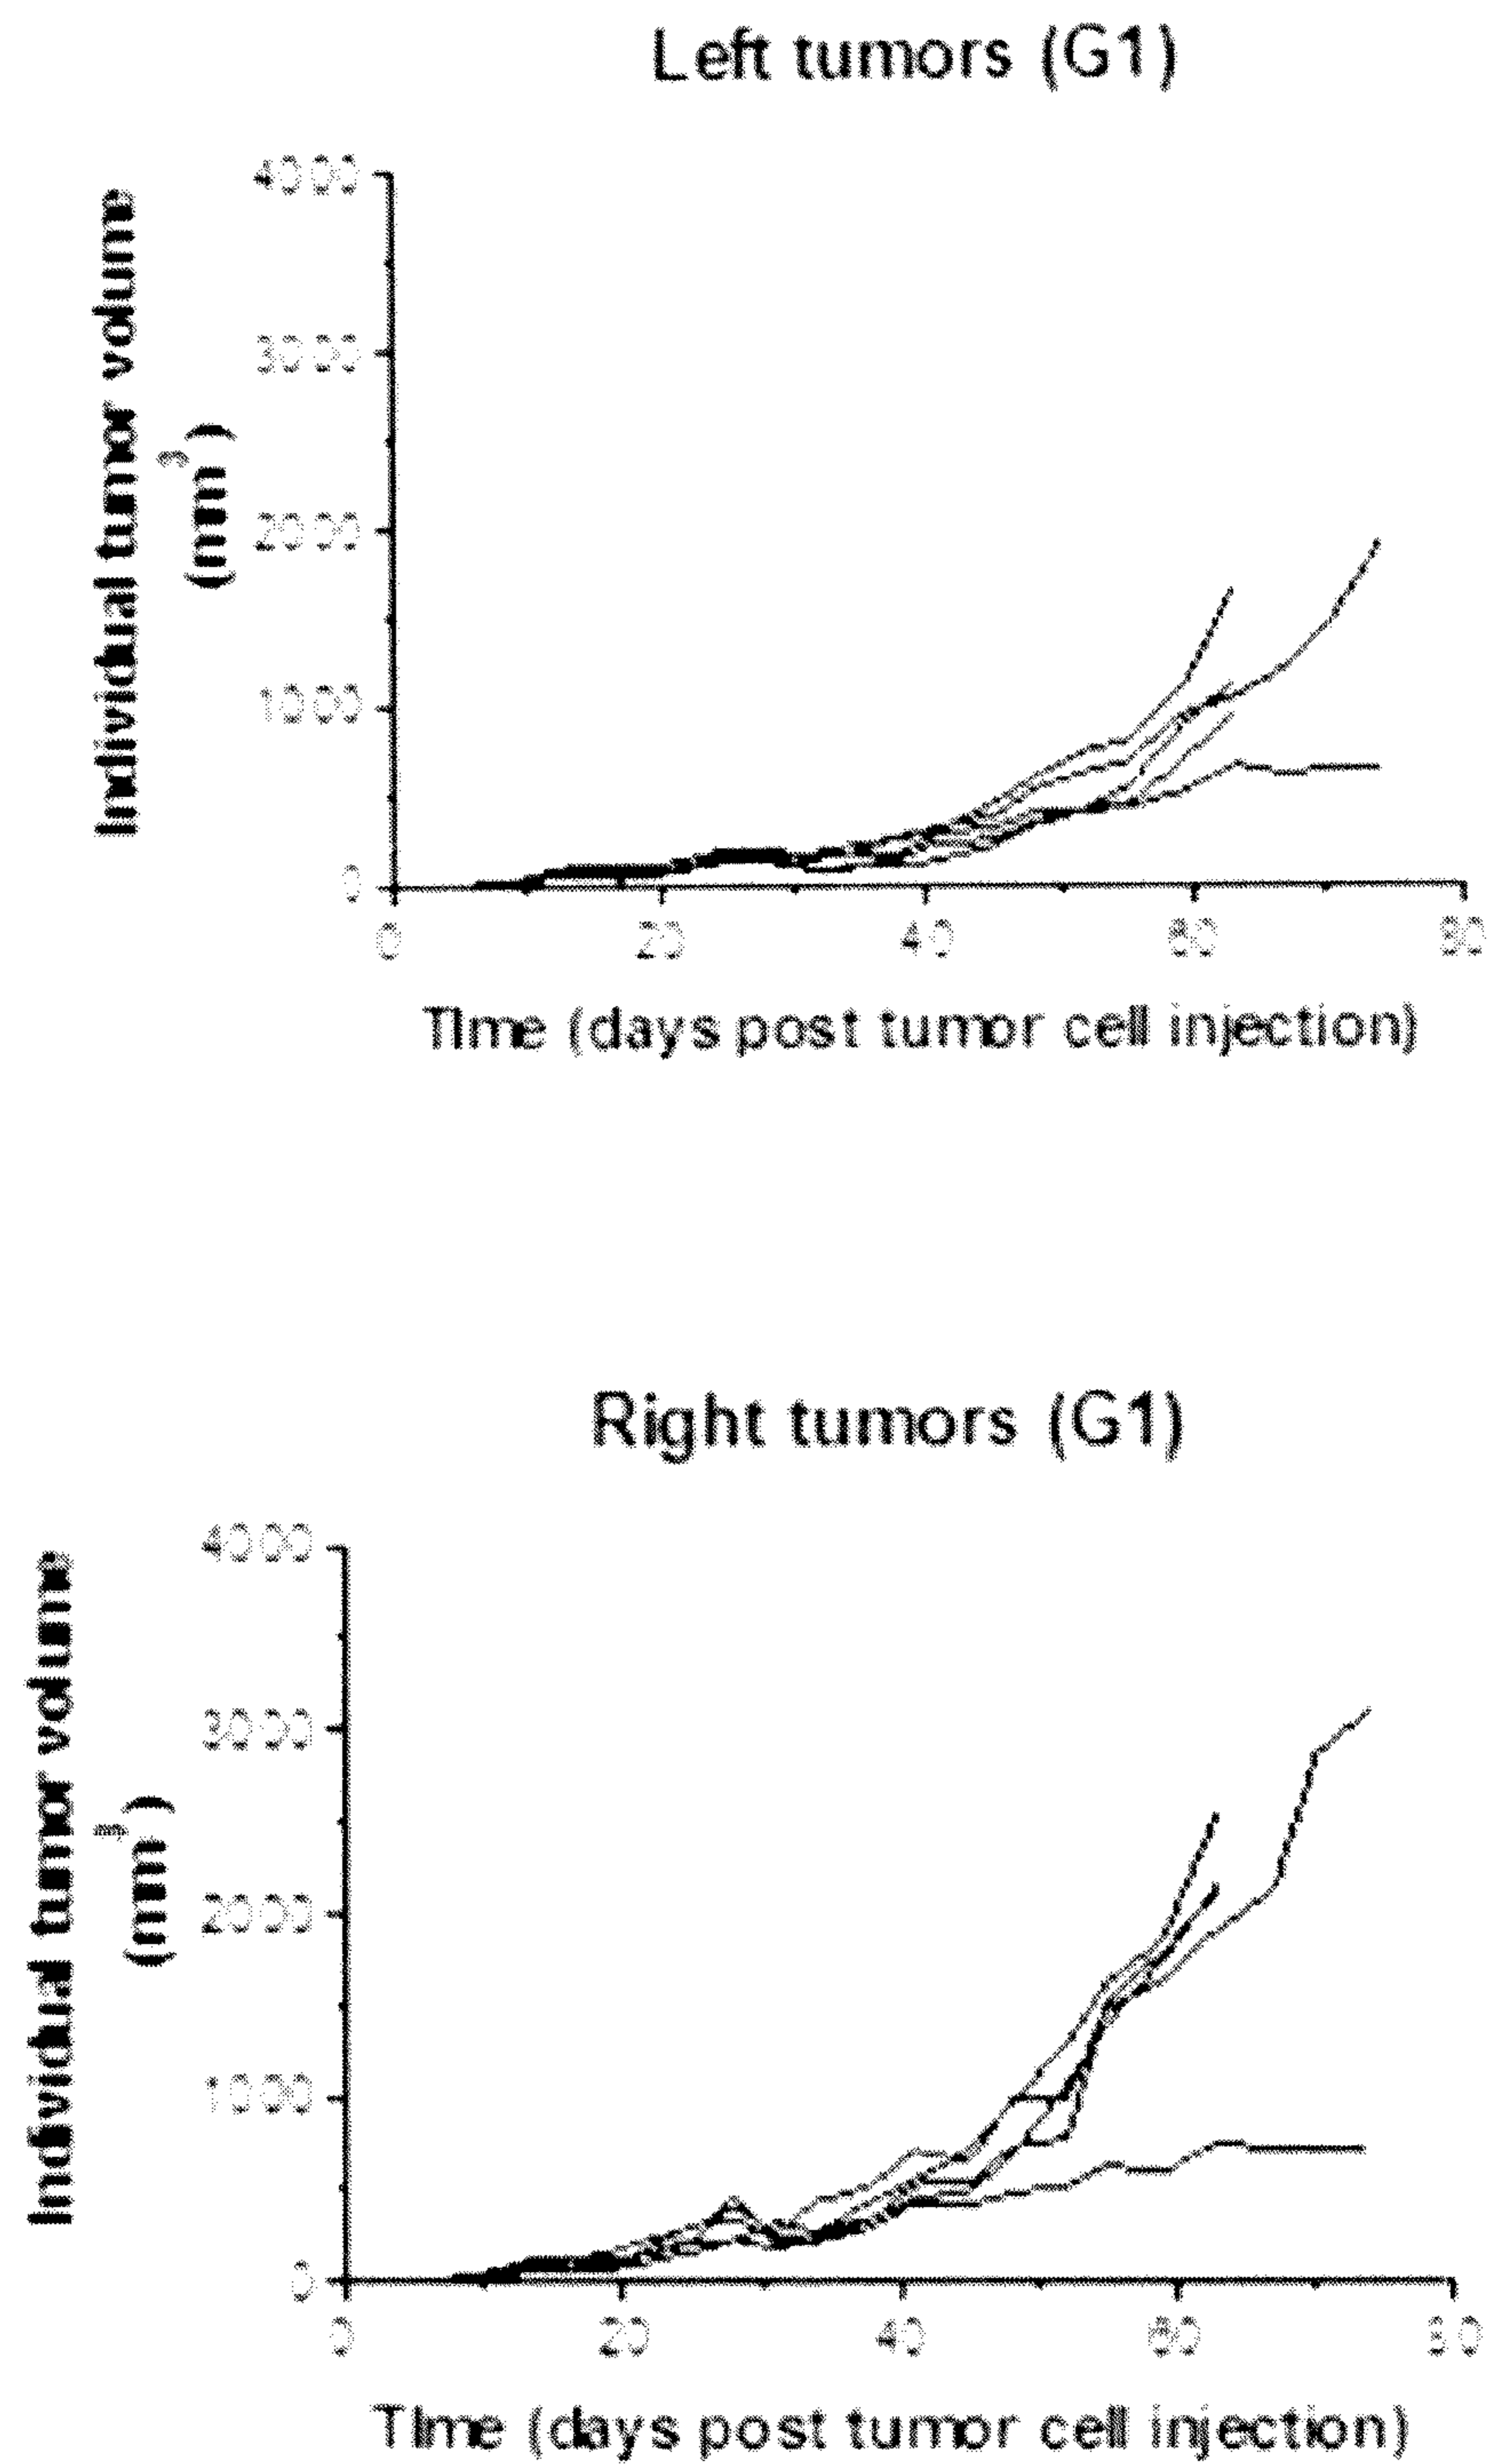 Left tumors (G1)
Individual tumor volume
(mm3)
4000
3000
2000
1000
0
0 20 40 60 80
TIme (days post tumor cell injection)
Right tumors (G1)
Individual tumor volume
(mm3)
4000
3000
2000
1000
0
0 20 40 60 80
TIme (days post tumor cell injection)